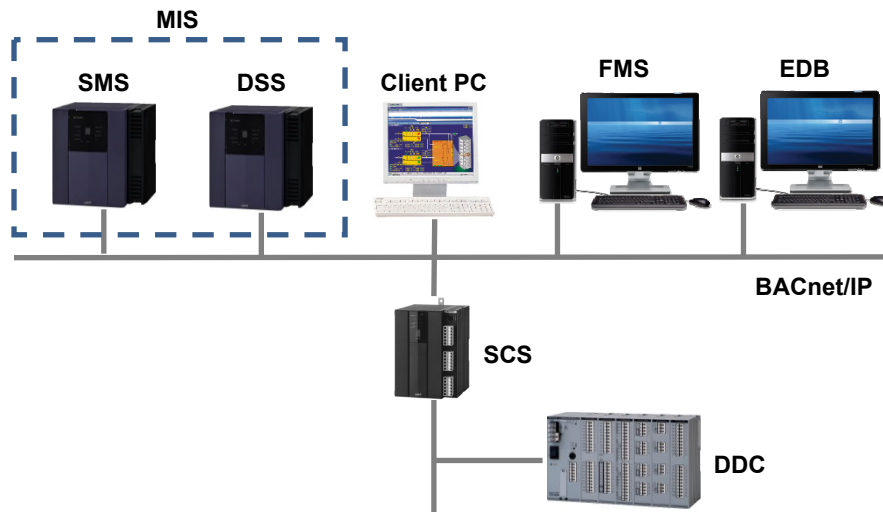 MIS
SMS
DSS
Client PC
FMS
EDB
BACnet/IP
SCS
DDC